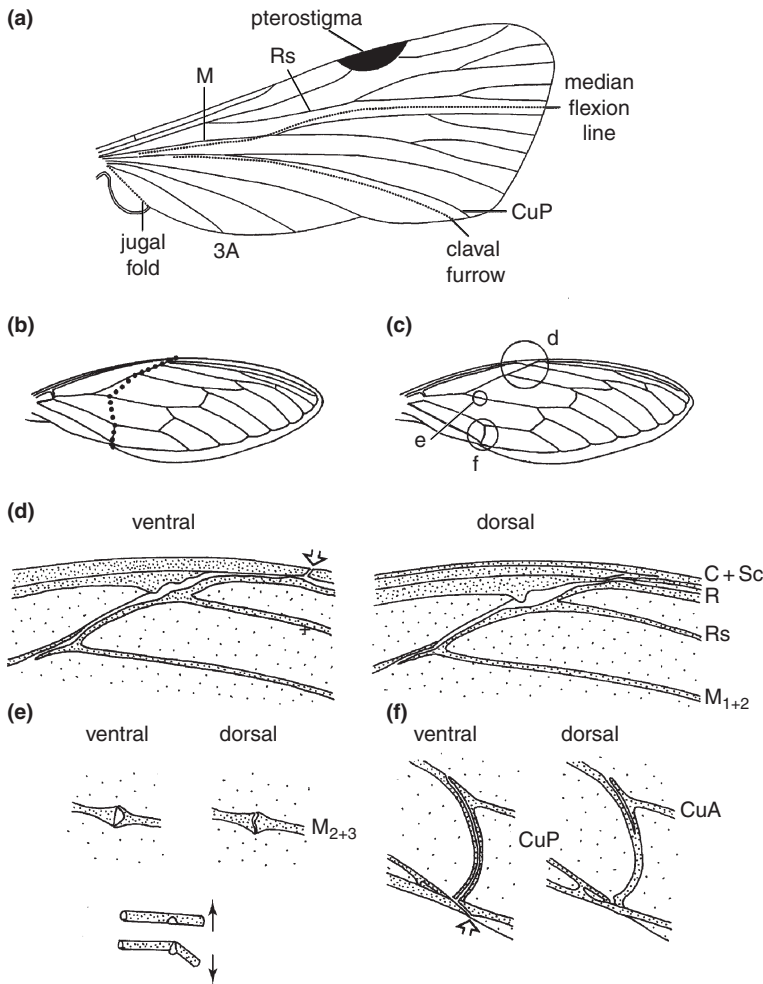 (a)
pterostigma
Rs
M
median
flexion
line
CuP
jugal
fold
3A
claval
furrow
(b)
(c)
d
e
f
(d)
ventral
dorsal
C + Sc
R
Rs
M1+2
(e)
ventral
dorsal
M2+3
(f)
ventral
dorsal
CuA
CuP